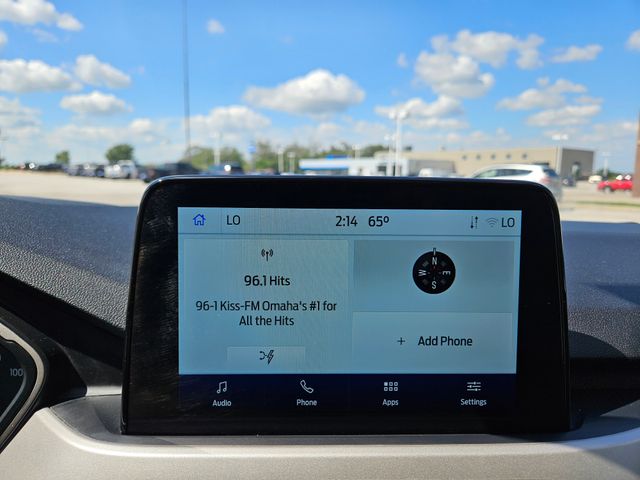 LO 2:14 65° LO
96.1 Hits
96-1 Kiss-FM Omaha's #1 for
All the Hits
N
W E
S
+ Add Phone
Audio Phone Apps Settings
100